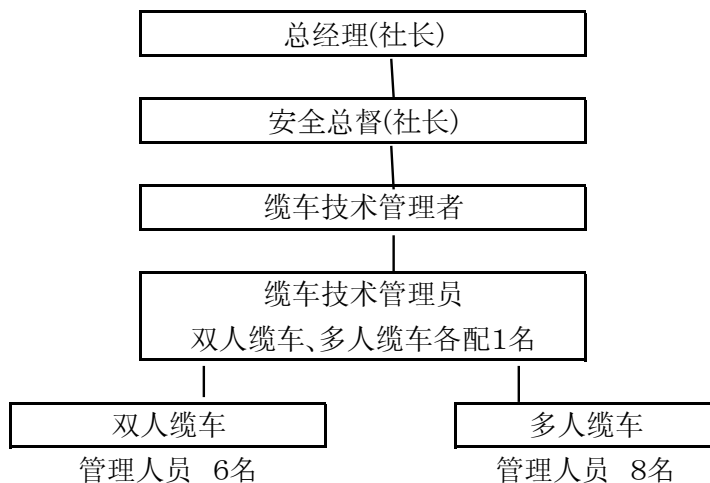 总经理(社长)
安全总督(社长)
缆车技术管理者
缆车技术管理员
双人缆车、多人缆车各配1名
双人缆车
多人缆车
管理人员 6名
管理人员 8名